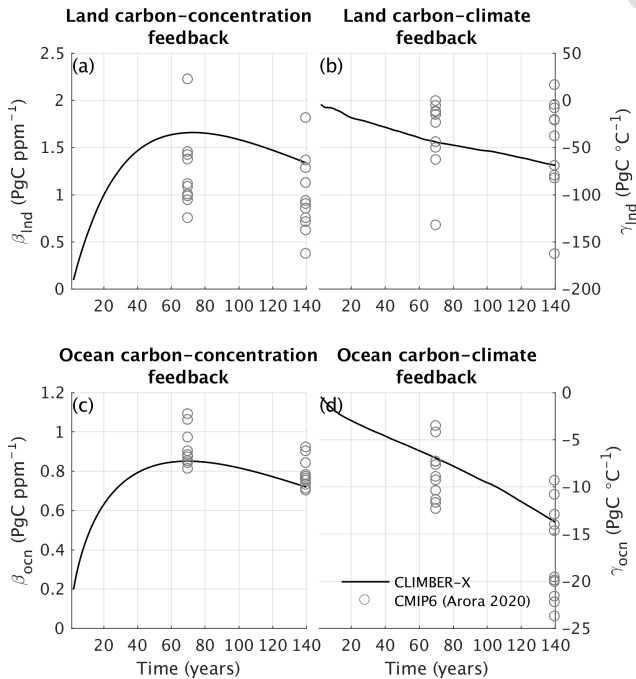 Land carbon−concentration
feedback
Land carbon−climate
feedback
(a)
(b)
2.5
2
1.5
1
0.5
0
50
0
−50
−100
−150
−200
β_lnd (PgC ppm⁻¹)
γ_lnd (PgC °C⁻¹)
20 40 60 80 100 120 140
20 40 60 80 100 120 140
Ocean carbon−concentration
feedback
Ocean carbon−climate
feedback
(c)
(d)
1.2
1
0.8
0.6
0.4
0.2
0
0
−5
−10
−15
−20
−25
β_ocn (PgC ppm⁻¹)
γ_ocn (PgC °C⁻¹)
CLIMBER−X
CMIP6 (Arora 2020)
20 40 60 80 100 120 140
20 40 60 80 100 120 140
Time (years)
Time (years)